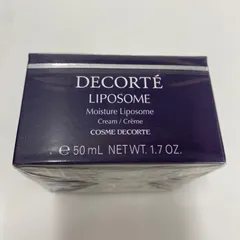 DECORTÉ
LIPOSOME
Moisture Liposome
Cream / Crème
COSME DECORTE
e 50 mL NET WT. 1.7 OZ.